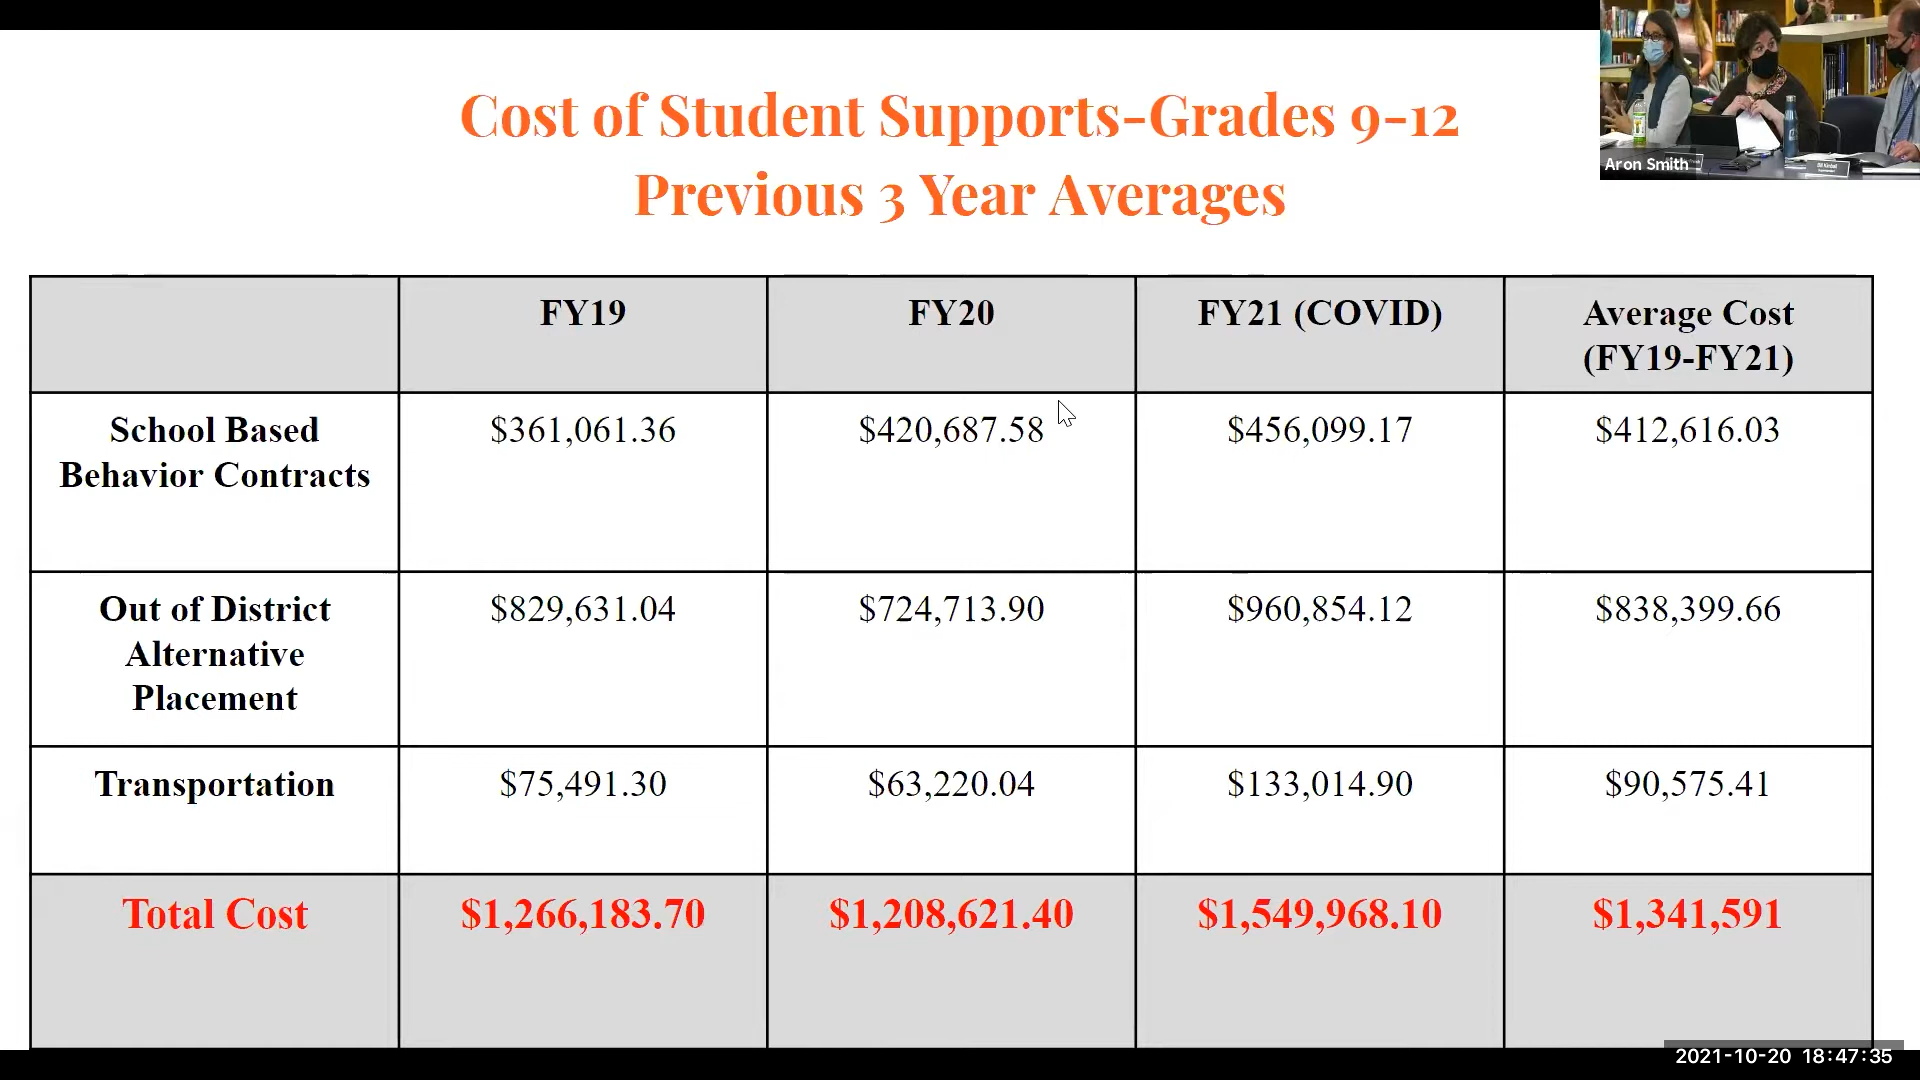 Cost of Student Supports-Grades 9-12
Previous 3 Year Averages
Aron Smith
FY19 FY20 FY21 (COVID) Average Cost
(FY19-FY21)
School Based
Behavior Contracts
$361,061.36 $420,687.58 $456,099.17 $412,616.03
Out of District
Alternative
Placement
$829,631.04 $724,713.90 $960,854.12 $838,399.66
Transportation $75,491.30 $63,220.04 $133,014.90 $90,575.41
Total Cost $1,266,183.70 $1,208,621.40 $1,549,968.10 $1,341,591
2021-10-20 18:47:35